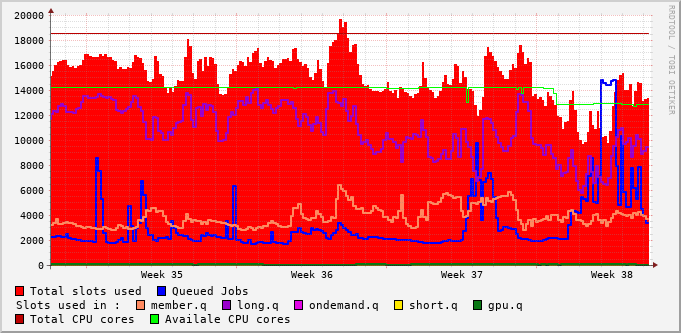 20000
18000
16000
14000
12000
10000
8000
6000
4000
2000
0
Week 35 Week 36 Week 37 Week 38
RRDTOOL / TOBI OETIKER
Total slots used Queued Jobs
Slots used in : member.q long.q ondemand.q short.q gpu.q
Total CPU cores Availale CPU cores